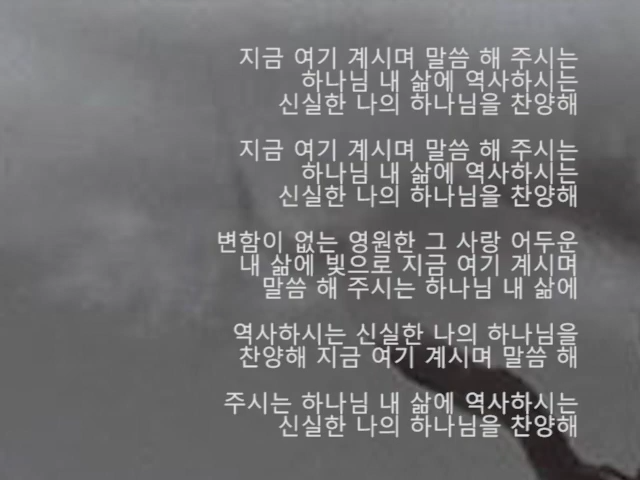 지금 여기 계시며 말씀 해 주시는
하나님 내 삶에 역사하시는
신실한 나의 하나님을 찬양해
지금 여기 계시며 말씀 해 주시는
하나님 내 삶에 역사하시는
신실한 나의 하나님을 찬양해
변함이 없는 영원한 그 사랑 어두운
내 삶에 빛으로 지금 여기 계시며
말씀 해 주시는 하나님 내 삶에
역사하시는 신실한 나의 하나님을
찬양해 지금 여기 계시며 말씀 해
주시는 하나님 내 삶에 역사하시는
신실한 나의 하나님을 찬양해